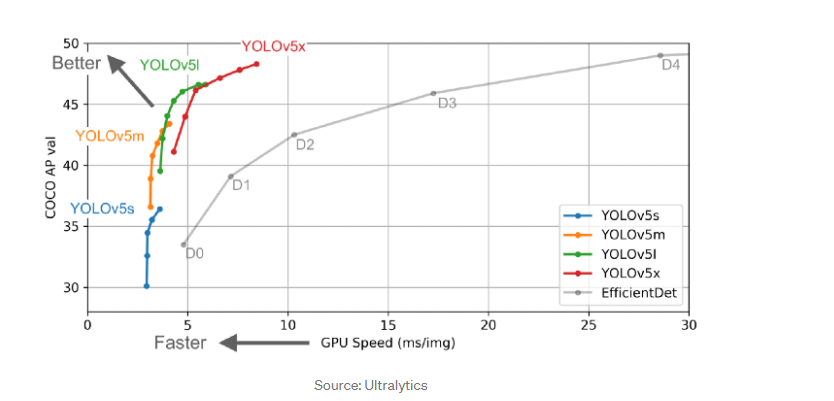 50
YOLOv5x
Better
YOLOv5l
D4
45
D3
YOLOv5m
D2
COCO AP val
40
D1
YOLOv5s
35
D0
30
YOLOv5s
YOLOv5m
YOLOv5l
YOLOv5x
EfficientDet
0 5 10 15 20 25 30
Faster GPU Speed (ms/img)
Source: Ultralytics